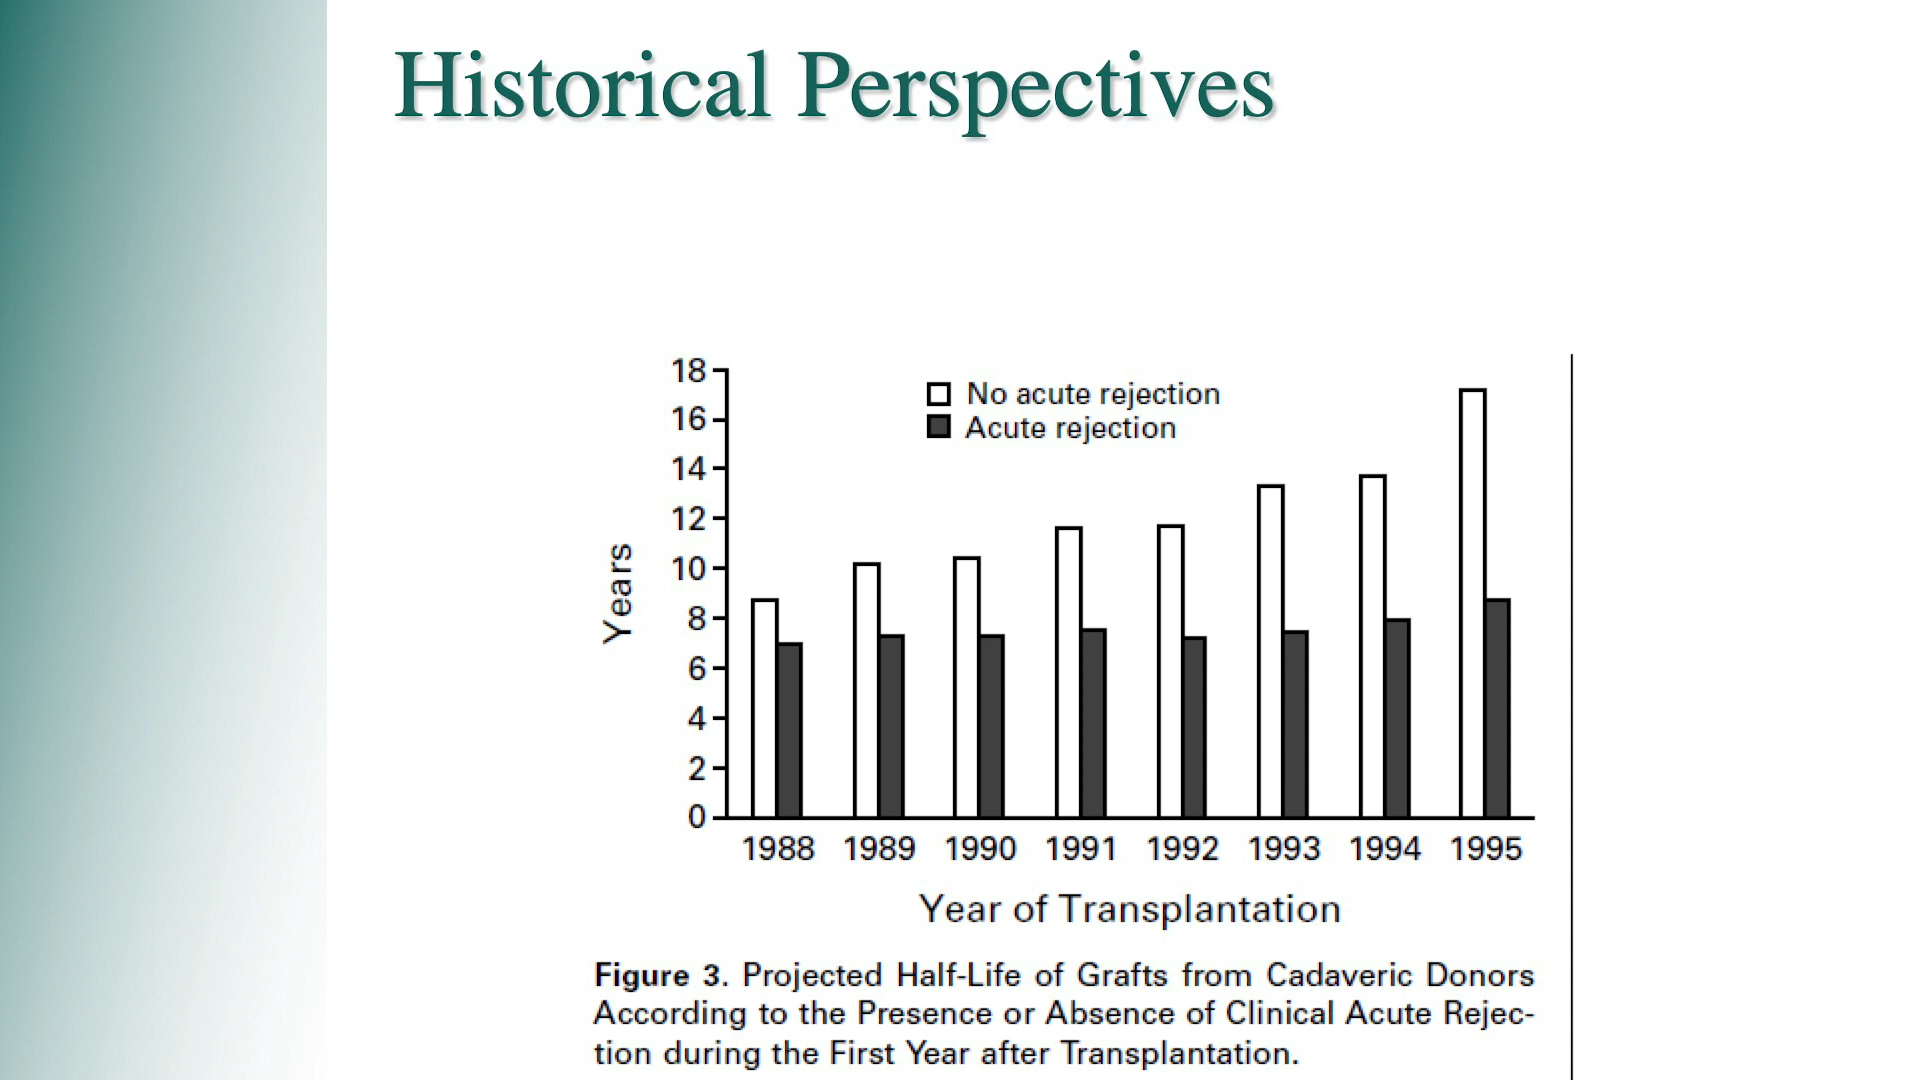 Historical Perspectives
18
16
14
12
10
8
6
4
2
0
Years
No acute rejection
Acute rejection
1988 1989 1990 1991 1992 1993 1994 1995
Year of Transplantation
Figure 3. Projected Half-Life of Grafts from Cadaveric Donors
According to the Presence or Absence of Clinical Acute Rejec-
tion during the First Year after Transplantation.